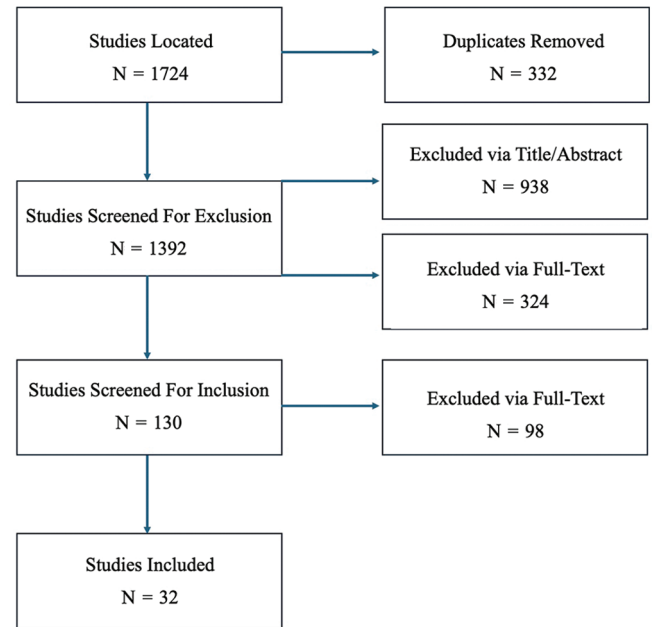 Studies Located
N = 1724
Duplicates Removed
N = 332
Excluded via Title/Abstract
N = 938
Studies Screened For Exclusion
N = 1392
Excluded via Full-Text
N = 324
Studies Screened For Inclusion
N = 130
Excluded via Full-Text
N = 98
Studies Included
N = 32